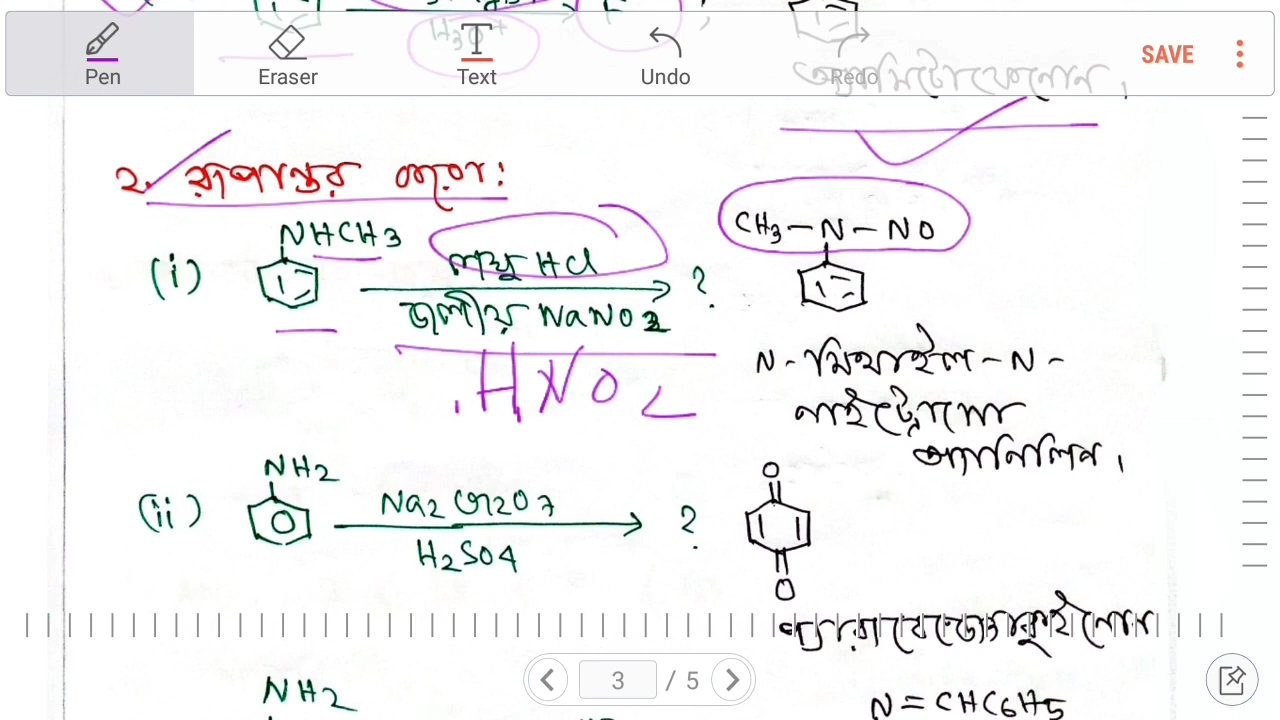 H3O+
Pen
Eraser
Text
Undo
Redo
SAVE
২. রূপান্তর করো:
(i) NHCH3 লঘু HCl ? CH3-N-NO
জলীয় NaNO2
HNO2
N-মিথাইল-N-
নাইট্রোসো
অ্যানিলিন।
(ii) NH2 Na2Cr2O7 ? O
H2SO4
O
প্যারাবেঞ্জোকুইনোন
3 / 5
NH2
N=CHC6H5